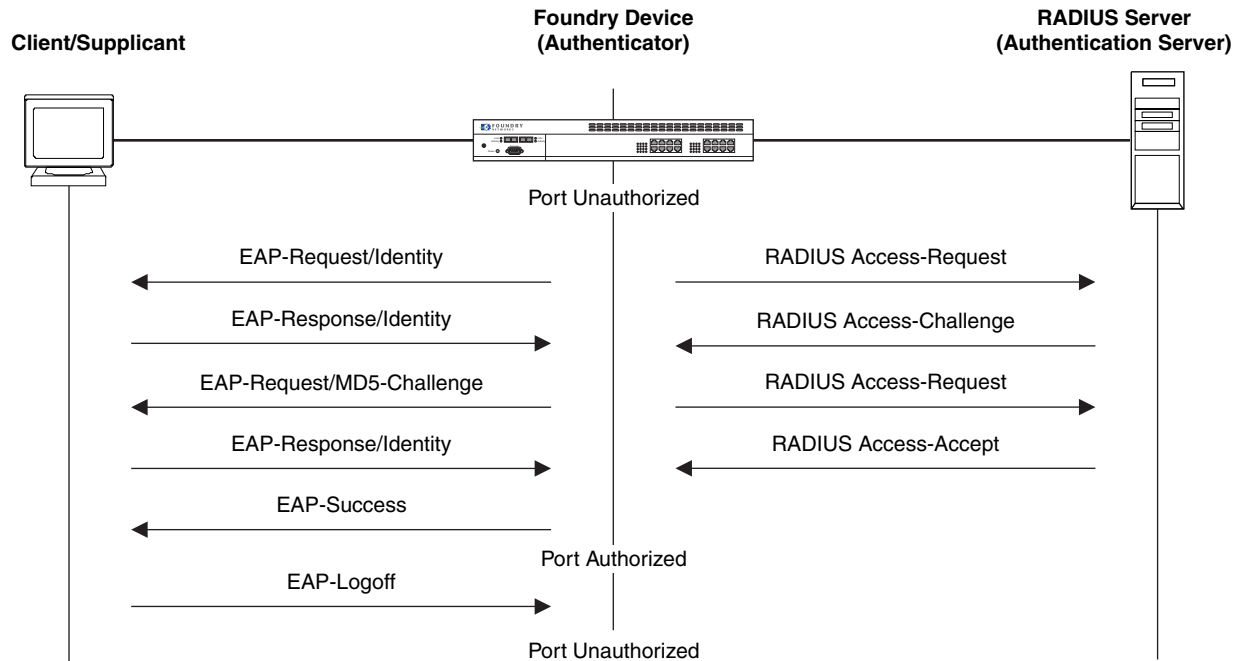 Client/Supplicant
Foundry Device
(Authenticator)
RADIUS Server
(Authentication Server)
FOUNDRY
NETWORKS
Port Unauthorized
EAP-Request/Identity
RADIUS Access-Request
EAP-Response/Identity
RADIUS Access-Challenge
EAP-Request/MD5-Challenge
RADIUS Access-Request
EAP-Response/Identity
RADIUS Access-Accept
EAP-Success
Port Authorized
EAP-Logoff
Port Unauthorized